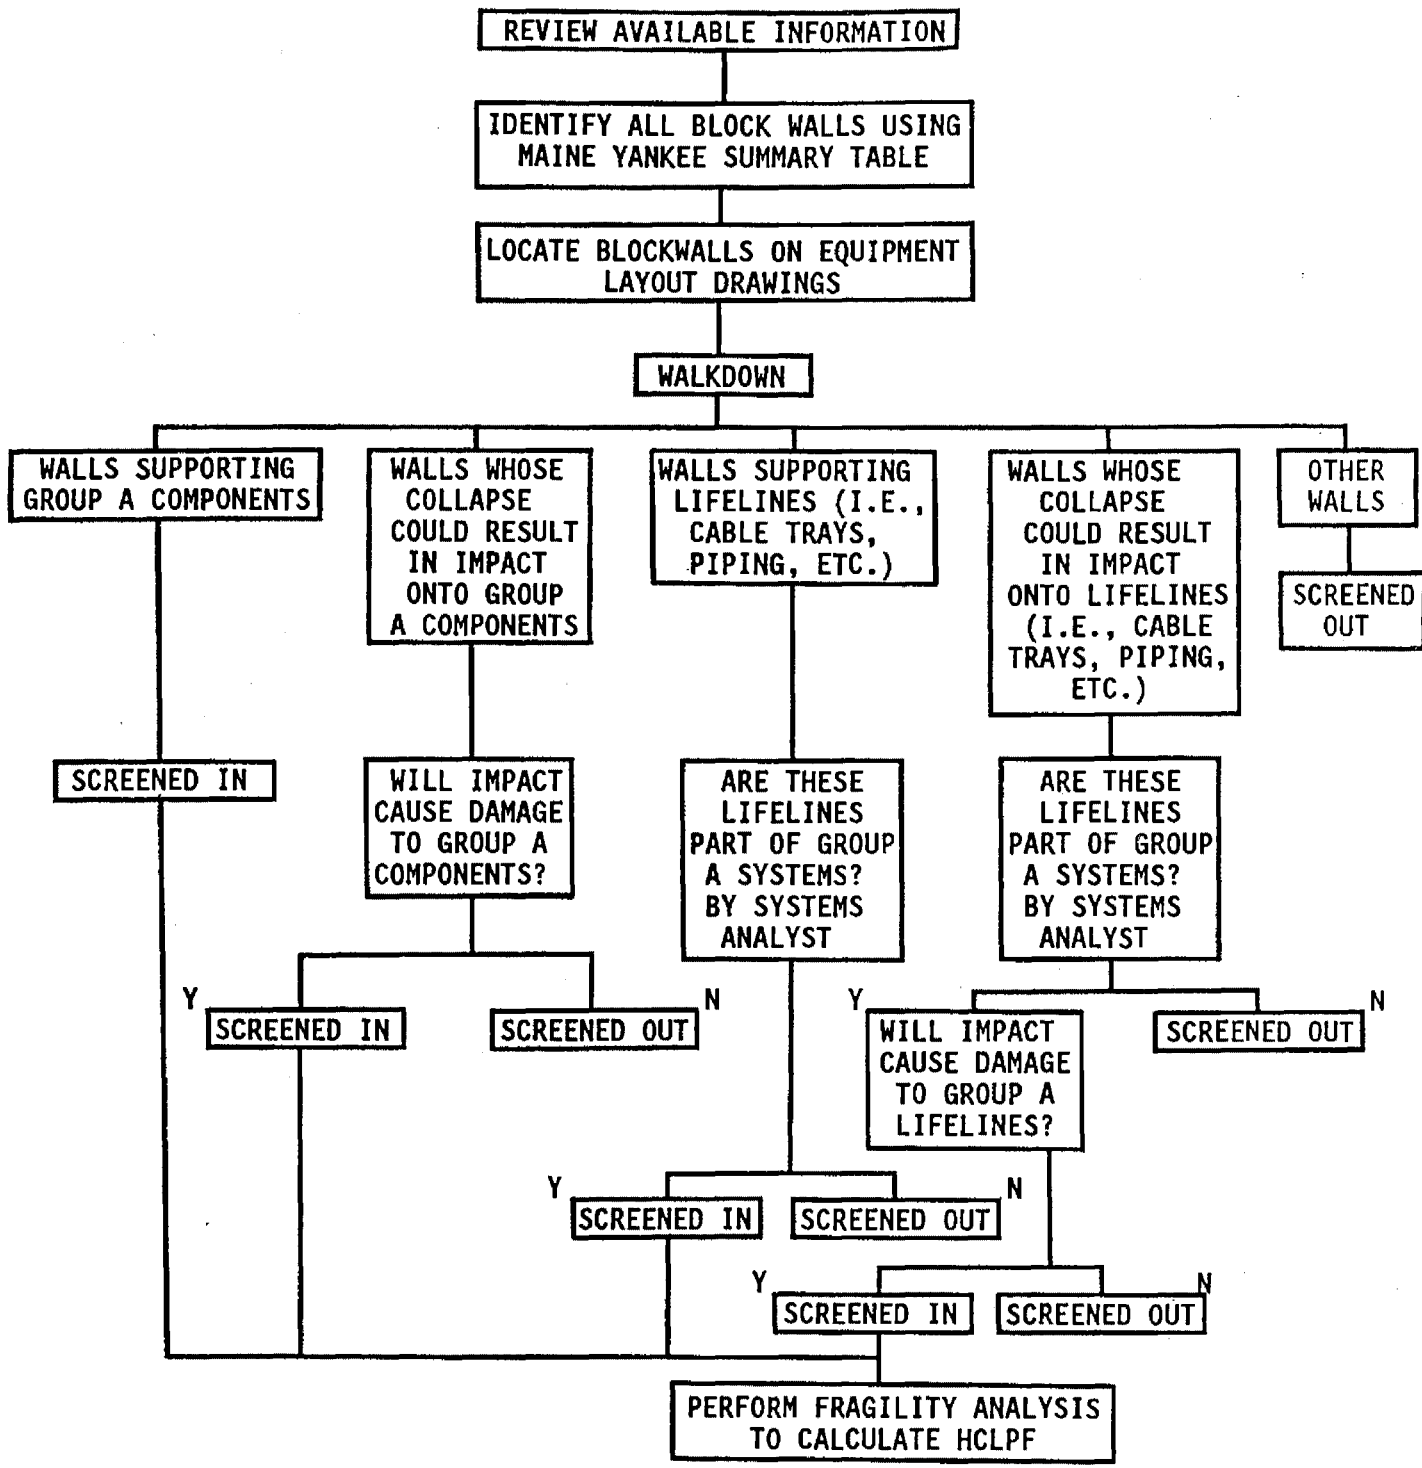 REVIEW AVAILABLE INFORMATION
IDENTIFY ALL BLOCK WALLS USING
MAINE YANKEE SUMMARY TABLE
LOCATE BLOCKWALLS ON EQUIPMENT
LAYOUT DRAWINGS
WALKDOWN
WALLS SUPPORTING
GROUP A COMPONENTS
WALLS WHOSE
COLLAPSE
COULD RESULT
IN IMPACT
ONTO GROUP
A COMPONENTS
WALLS SUPPORTING
LIFELINES (I.E.,
CABLE TRAYS,
PIPING, ETC.)
WALLS WHOSE
COLLAPSE
COULD RESULT
IN IMPACT
ONTO LIFELINES
(I.E., CABLE
TRAYS, PIPING,
ETC.)
OTHER
WALLS
SCREENED
OUT
SCREENED IN
WILL IMPACT
CAUSE DAMAGE
TO GROUP A
COMPONENTS?
ARE THESE
LIFELINES
PART OF GROUP
A SYSTEMS?
BY SYSTEMS
ANALYST
ARE THESE
LIFELINES
PART OF GROUP
A SYSTEMS?
BY SYSTEMS
ANALYST
Y
SCREENED IN
N
SCREENED OUT
Y
WILL IMPACT
CAUSE DAMAGE
TO GROUP A
LIFELINES?
N
SCREENED OUT
Y
SCREENED IN
N
SCREENED OUT
Y
SCREENED IN
N
SCREENED OUT
PERFORM FRAGILITY ANALYSIS
TO CALCULATE HCLPF